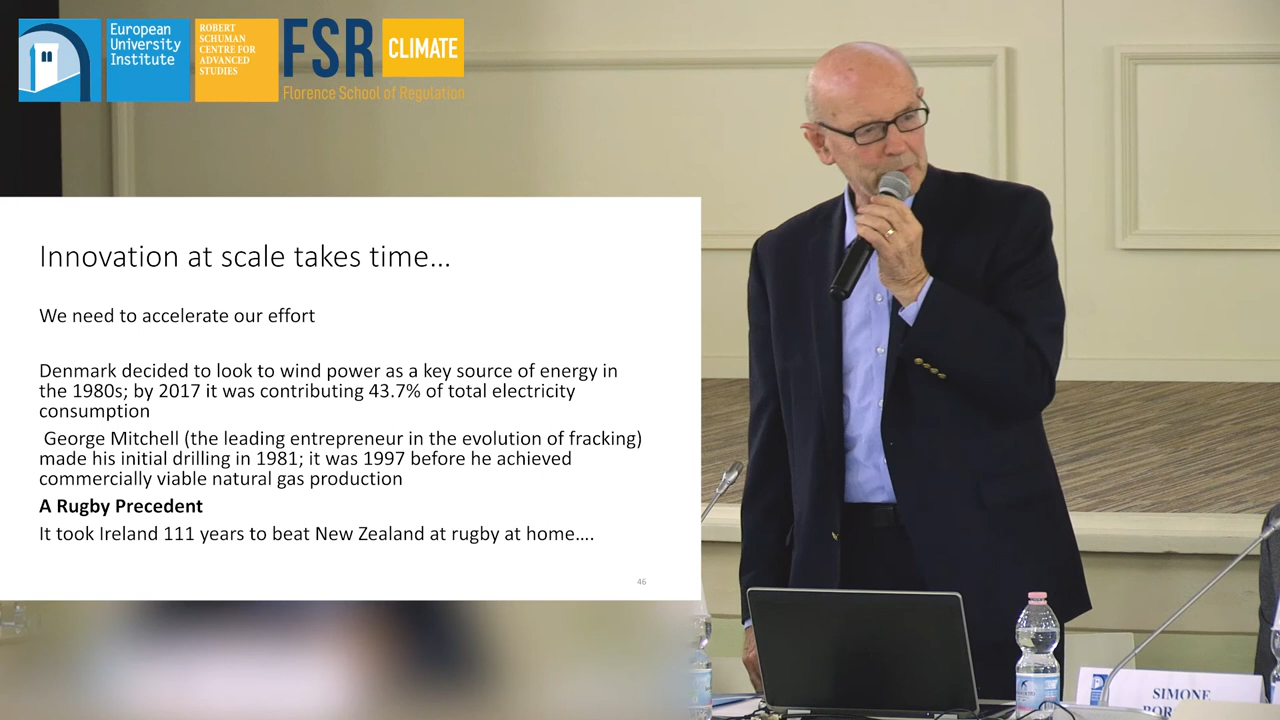 European
University
Institute
ROBERT
SCHUMAN
CENTRE FOR
ADVANCED
STUDIES
FSR
CLIMATE
Florence School of Regulation
Innovation at scale takes time...
We need to accelerate our effort
Denmark decided to look to wind power as a key source of energy in
the 1980s; by 2017 it was contributing 43.7% of total electricity
consumption
George Mitchell (the leading entrepreneur in the evolution of fracking)
made his initial drilling in 1981; it was 1997 before he achieved
commercially viable natural gas production
A Rugby Precedent
It took Ireland 111 years to beat New Zealand at rugby at home....
46
SIMONE